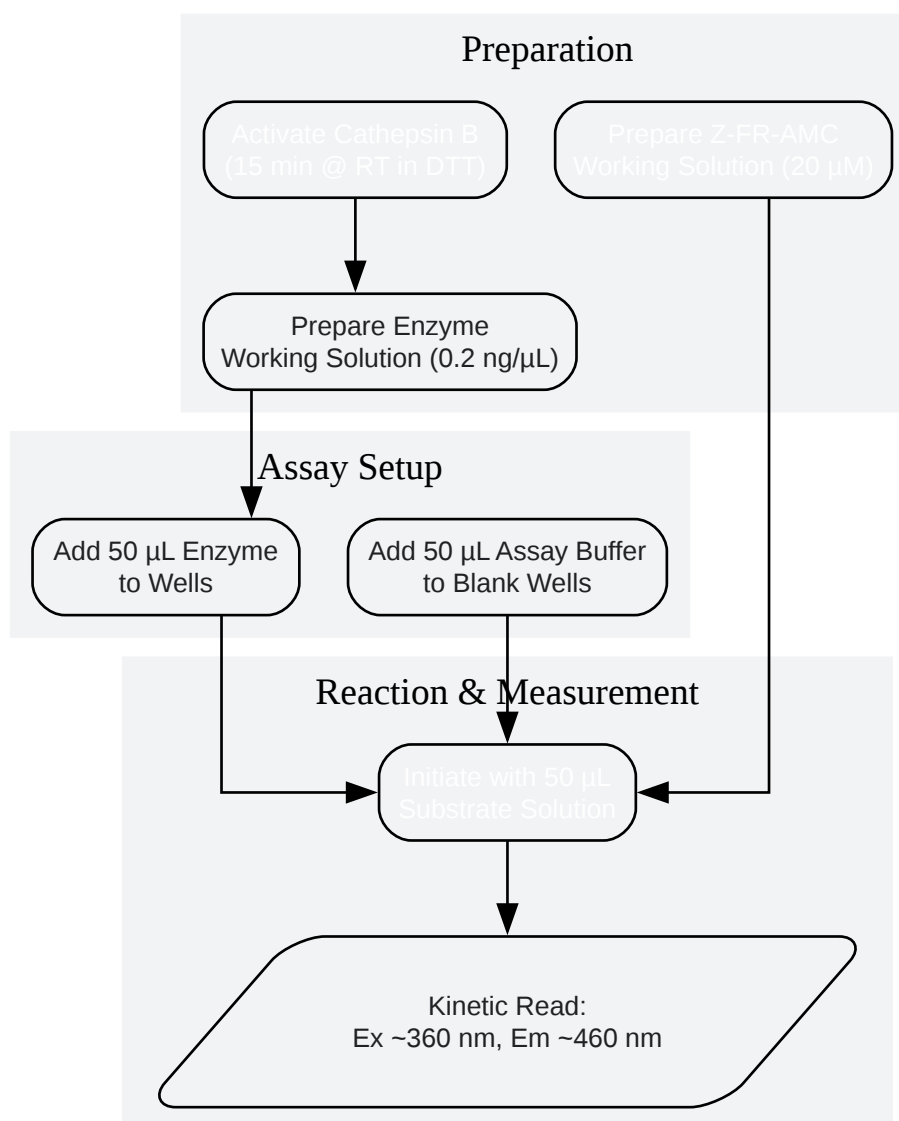 Preparation
Activate Cathepsin B
(15 min @ RT in DTT)
Prepare Z-FR-AMC
Working Solution (20 µM)
Prepare Enzyme
Working Solution (0.2 ng/µL)
Assay Setup
Add 50 µL Enzyme
to Wells
Add 50 µL Assay Buffer
to Blank Wells
Reaction & Measurement
Initiate with 50 µL
Substrate Solution
Kinetic Read:
Ex ~360 nm, Em ~460 nm